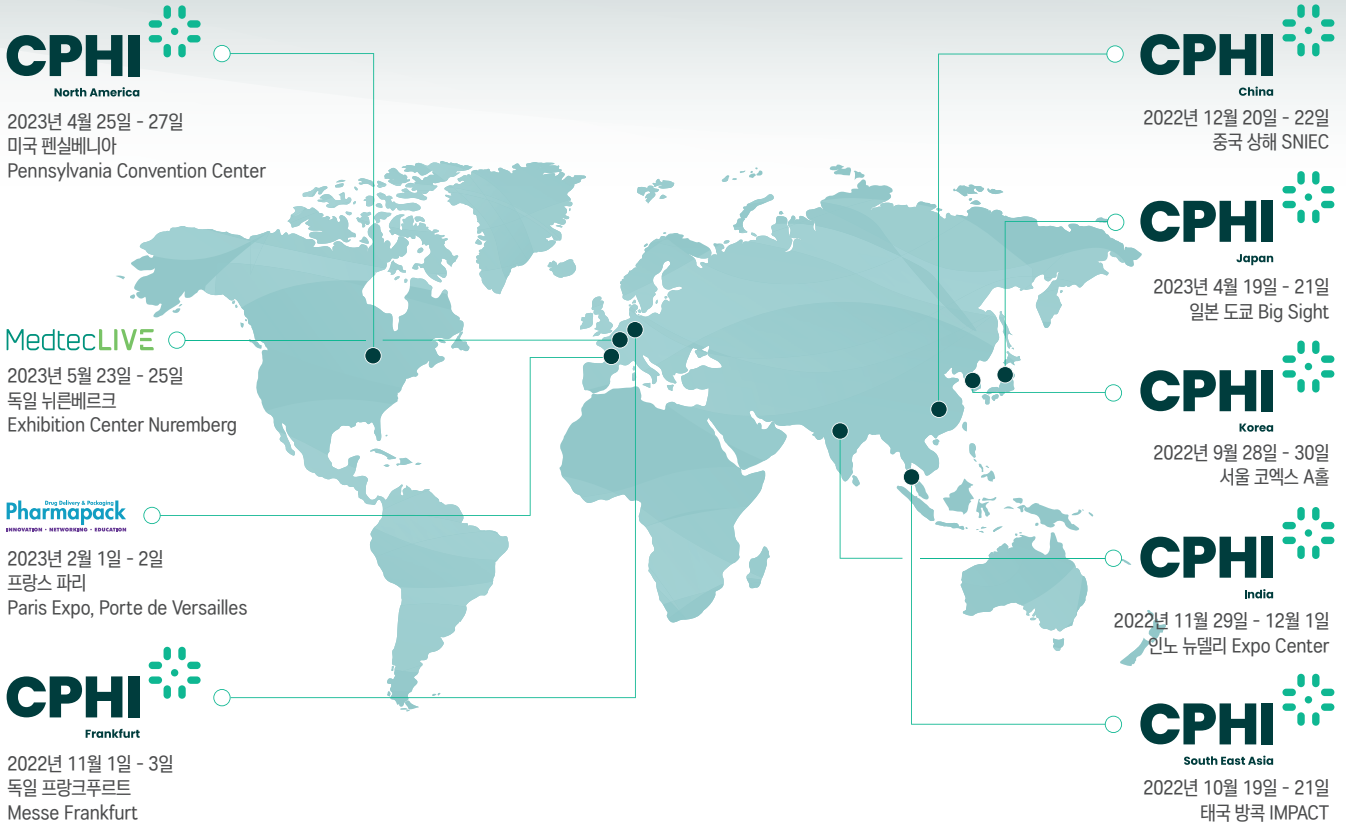 CPHI
North America
2023년 4월 25일 - 27일
미국 펜실베니아
Pennsylvania Convention Center
MedtecLIVE
2023년 5월 23일 - 25일
독일 뉘른베르크
Exhibition Center Nuremberg
Drug Delivery & Packaging
Pharmapack
INNOVATION • NETWORKING • EDUCATION
2023년 2월 1일 - 2일
프랑스 파리
Paris Expo, Porte de Versailles
CPHI
Frankfurt
2022년 11월 1일 - 3일
독일 프랑크푸르트
Messe Frankfurt
CPHI
China
2022년 12월 20일 - 22일
중국 상해 SNIEC
CPHI
Japan
2023년 4월 19일 - 21일
일본 도쿄 Big Sight
CPHI
Korea
2022년 9월 28일 - 30일
서울 코엑스 A홀
CPHI
India
2022년 11월 29일 - 12월 1일
인노 뉴델리 Expo Center
CPHI
South East Asia
2022년 10월 19일 - 21일
태국 방콕 IMPACT